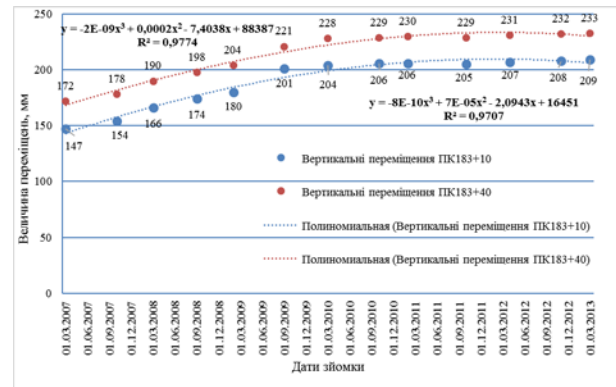 250
y = -2E-09x³ + 0,0002x² - 7,4038x + 88387
R² = 0,9774
221 228 229 230 229 231 232 233
172 178 190 198 204
200
147 154 166 174 180 201 204 206 206 205 207 208 209
y = -8E-10x³ + 7E-05x² - 2,0943x + 16451
R² = 0,9707
150
100
50
0
Величина переміщень, мм
Вертикальні переміщення ПК183+10
Вертикальні переміщення ПК183+40
Полиномиальная (Вертикальні переміщення ПК183+10)
Полиномиальная (Вертикальні переміщення ПК183+40)
01.03.2007
01.06.2007
01.09.2007
01.12.2007
01.03.2008
01.06.2008
01.09.2008
01.12.2008
01.03.2009
01.06.2009
01.09.2009
01.12.2009
01.03.2010
01.06.2010
01.09.2010
01.12.2010
01.03.2011
01.06.2011
01.09.2011
01.12.2011
01.03.2012
01.06.2012
01.09.2012
01.12.2012
01.03.2013
Дати зйомки